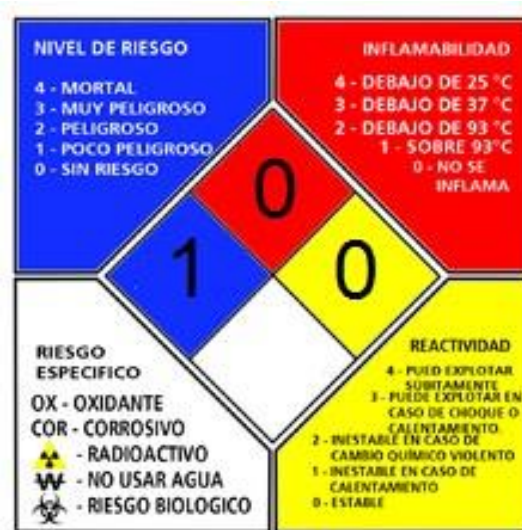 NIVEL DE RIESGO
4 - MORTAL
3 - MUY PELIGROSO
2 - PELIGROSO
1 - POCO PELIGROSO
0 - SIN RIESGO
INFLAMABILIDAD
4 - DEBAJO DE 25 °C
3 - DEBAJO DE 37 °C
2 - DEBAJO DE 93 °C
1 - SOBRE 93°C
0 - NO SE
INFLAMA
0
1
0
RIESGO
ESPECIFICO
OX - OXIDANTE
COR - CORROSIVO
- RADIOACTIVO
W - NO USAR AGUA
- RIESGO BIOLOGICO
REACTIVIDAD
4 - PUED EXPLOTAR
SUBITAMENTE
3 - PUEDE EXPLOTAR EN
CASO DE CHOQUE O
CALENTAMIENTO.
2 - INESTABLE EN CASO DE
CAMBIO QUÍMICO VIOLENTO
1 - INESTABLE EN CASO DE
CALENTAMIENTO
0 - ESTABLE